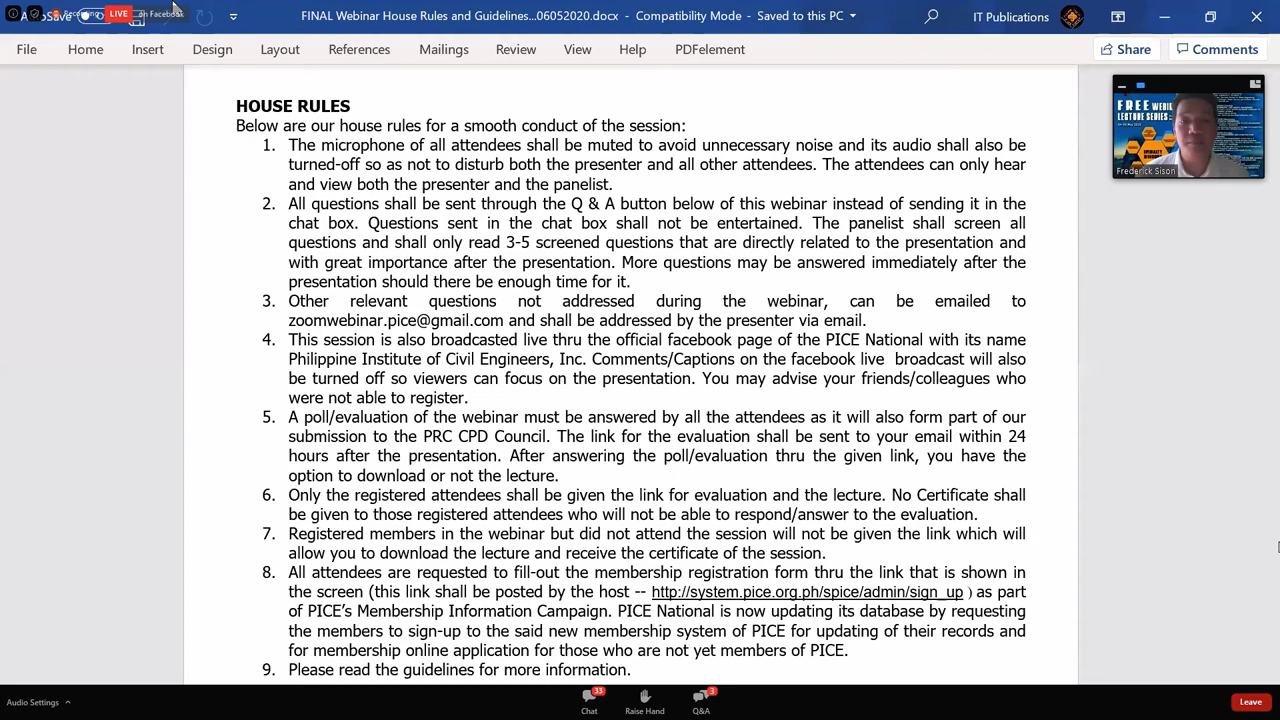 LIVE on Facebook
FINAL Webinar House Rules and Guidelines...06052020.docx - Compatibility Mode - Saved to this PC
IT Publications
File Home Insert Design Layout References Mailings Review View Help PDFelement Share Comments
HOUSE RULES
Below are our house rules for a smooth conduct of the session:
1. The microphone of all attendees shall be muted to avoid unnecessary noise and its audio shall also be
turned-off so as not to disturb both the presenter and all other attendees. The attendees can only hear
and view both the presenter and the panelist.
2. All questions shall be sent through the Q & A button below of this webinar instead of sending it in the
chat box. Questions sent in the chat box shall not be entertained. The panelist shall screen all
questions and shall only read 3-5 screened questions that are directly related to the presentation and
with great importance after the presentation. More questions may be answered immediately after the
presentation should there be enough time for it.
3. Other relevant questions not addressed during the webinar, can be emailed to
zoomwebinar.pice@gmail.com and shall be addressed by the presenter via email.
4. This session is also broadcasted live thru the official facebook page of the PICE National with its name
Philippine Institute of Civil Engineers, Inc. Comments/Captions on the facebook live broadcast will also
be turned off so viewers can focus on the presentation. You may advise your friends/colleagues who
were not able to register.
5. A poll/evaluation of the webinar must be answered by all the attendees as it will also form part of our
submission to the PRC CPD Council. The link for the evaluation shall be sent to your email within 24
hours after the presentation. After answering the poll/evaluation thru the given link, you have the
option to download or not the lecture.
6. Only the registered attendees shall be given the link for evaluation and the lecture. No Certificate shall
be given to those registered attendees who will not be able to respond/answer to the evaluation.
7. Registered members in the webinar but did not attend the session will not be given the link which will
allow you to download the lecture and receive the certificate of the session.
8. All attendees are requested to fill-out the membership registration form thru the link that is shown in
the screen (this link shall be posted by the host -- http://system.pice.org.ph/spice/admin/sign_up ) as part
of PICE's Membership Information Campaign. PICE National is now updating its database by requesting
the members to sign-up to the said new membership system of PICE for updating of their records and
for membership online application for those who are not yet members of PICE.
9. Please read the guidelines for more information.
FREE WEBI
LECTURE SERIES:
Frederick Sison
Audio Settings
33
Chat
Raise Hand
3
Q&A
Leave